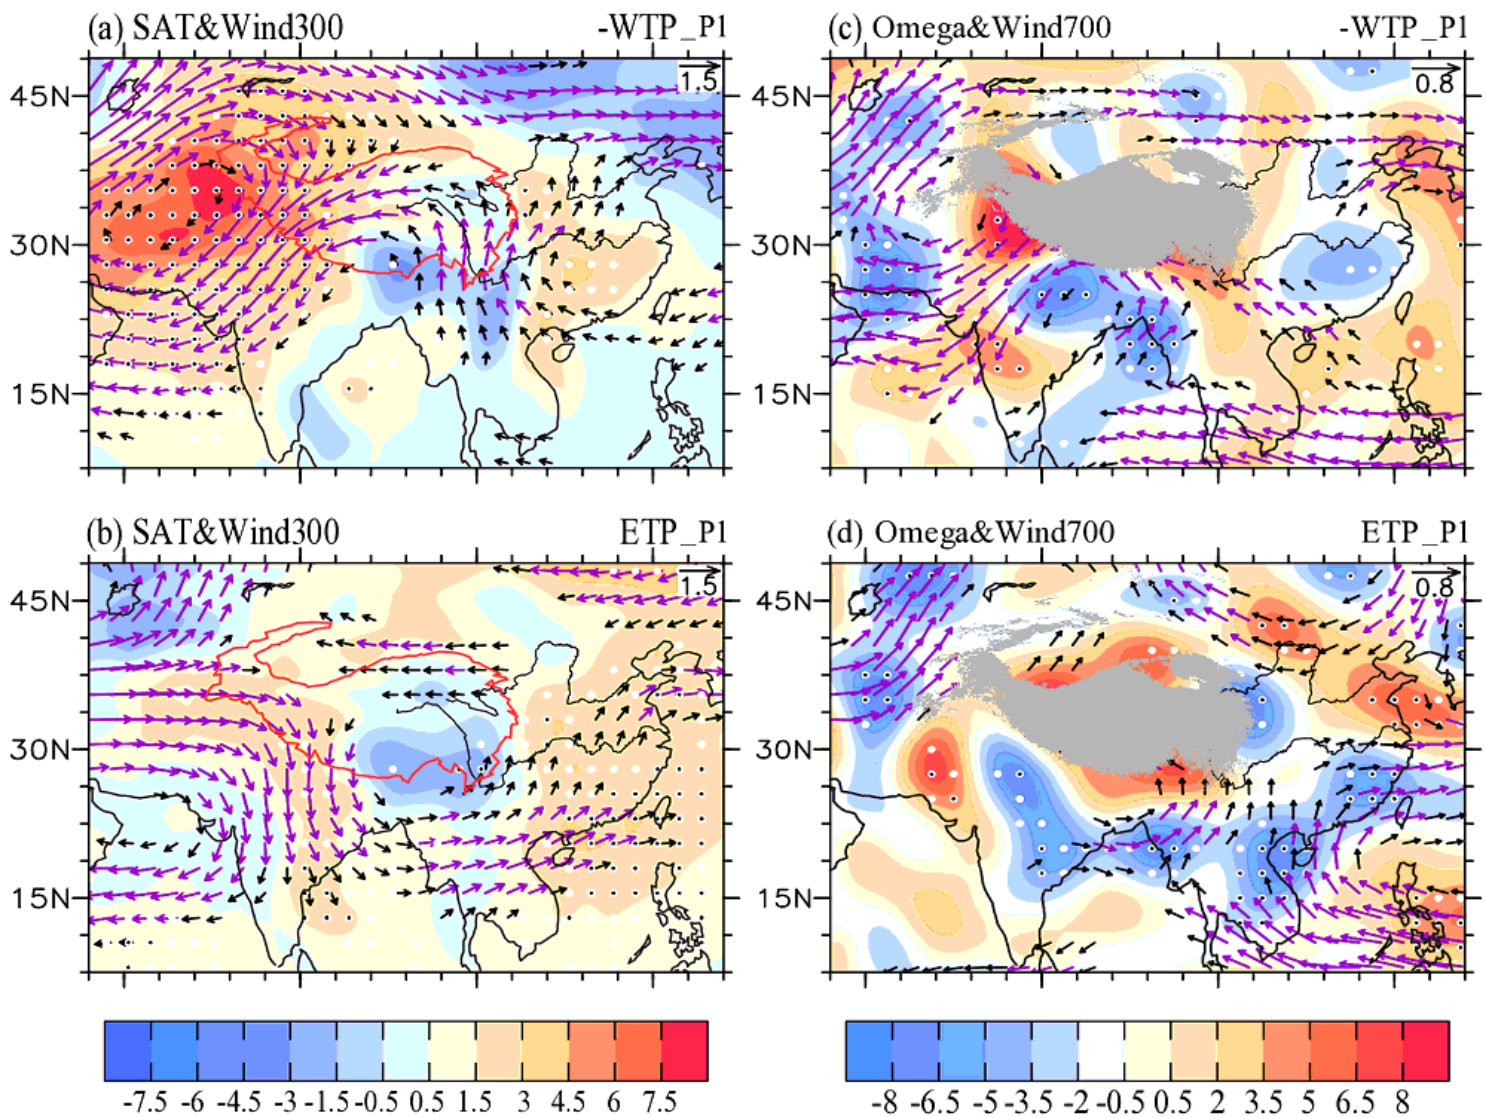 (a) SAT&Wind300 -WTP_P1
1.5
45N
30N
15N
(c) Omega&Wind700 -WTP_P1
0.8
45N
30N
15N
(b) SAT&Wind300 ETP_P1
1.5
45N
30N
15N
(d) Omega&Wind700 ETP_P1
0.8
45N
30N
15N
-7.5 -6 -4.5 -3 -1.5 -0.5 0.5 1.5 3 4.5 6 7.5
-8 -6.5 -5 -3.5 -2 -0.5 0.5 2 3.5 5 6.5 8